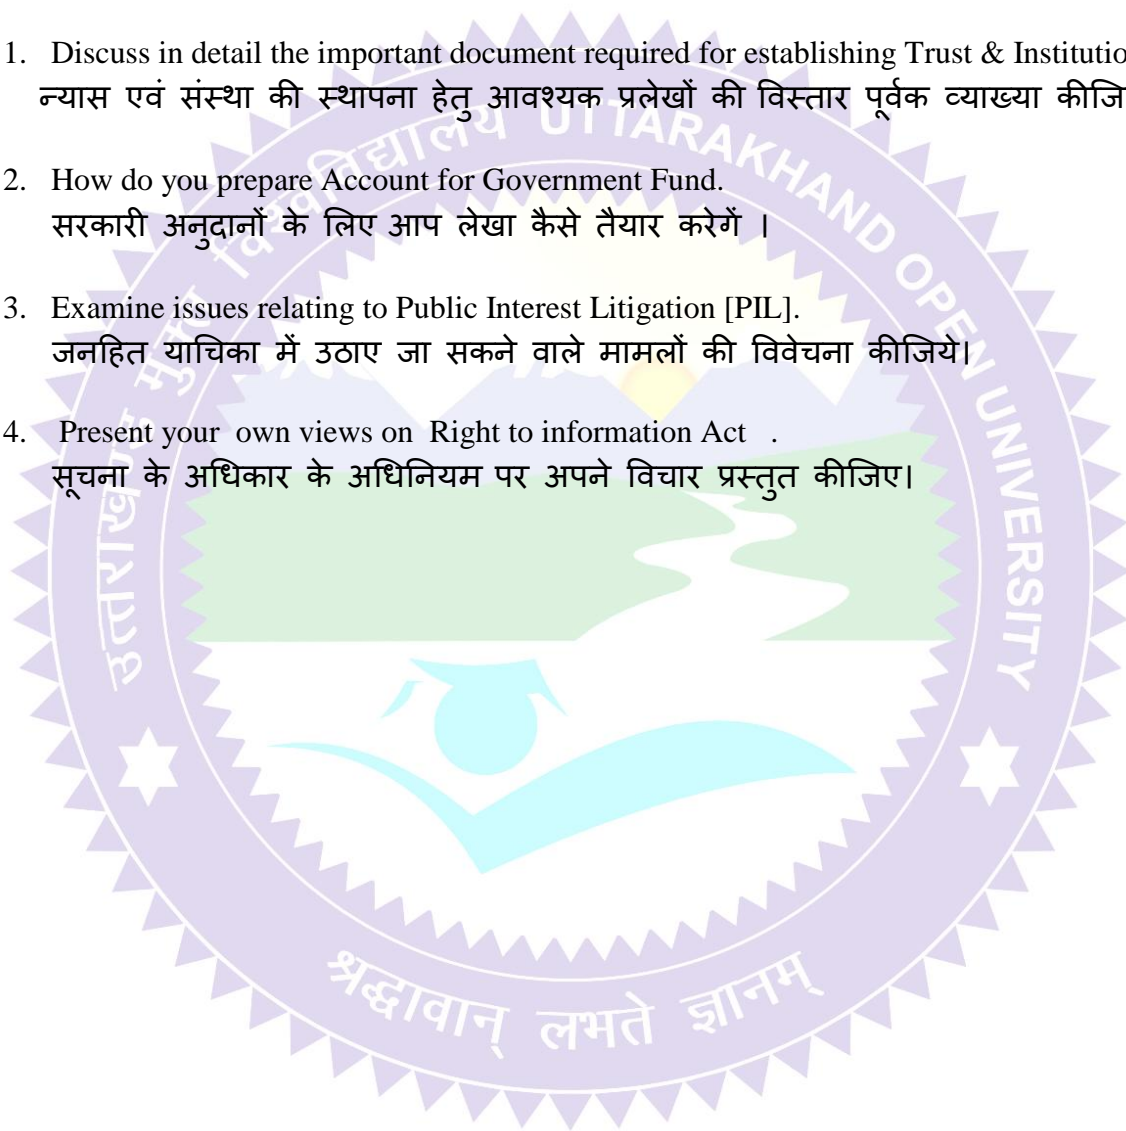 1. Discuss in detail the important document required for establishing Trust & Institutio
न्यास एवं संस्था की स्थापना हेतु आवश्यक प्रलेखों की विस्तार पूर्वक व्याख्या कीजि
2. How do you prepare Account for Government Fund.
सरकारी अनुदानों के लिए आप लेखा कैसे तैयार करेगें ।
3. Examine issues relating to Public Interest Litigation [PIL].
जनहित याचिका में उठाए जा सकने वाले मामलों की विवेचना कीजिये।
4. Present your own views on Right to information Act .
सूचना के अधिकार के अधिनियम पर अपने विचार प्रस्तुत कीजिए।
उत्तराखण्ड मुक्त विश्वविद्यालय
UTTARAKHAND OPEN UNIVERSITY
श्रद्धावान् लभते ज्ञानम्